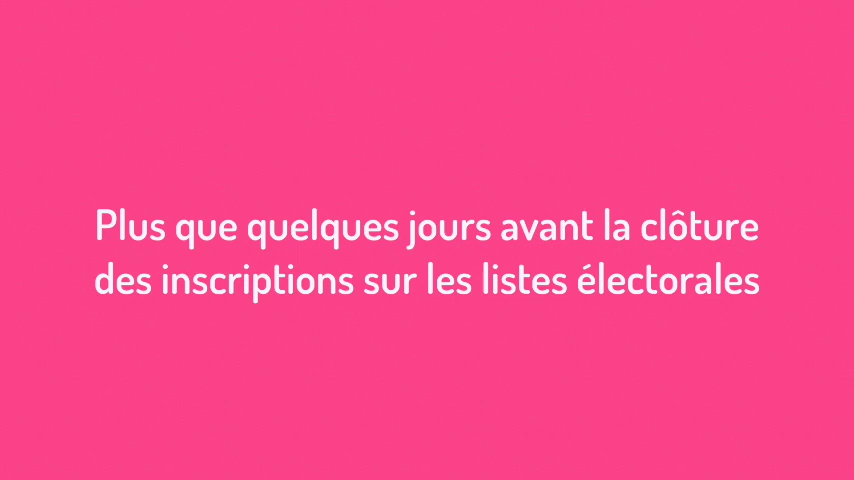 Plus que quelques jours avant la clôture
des inscriptions sur les listes électorales